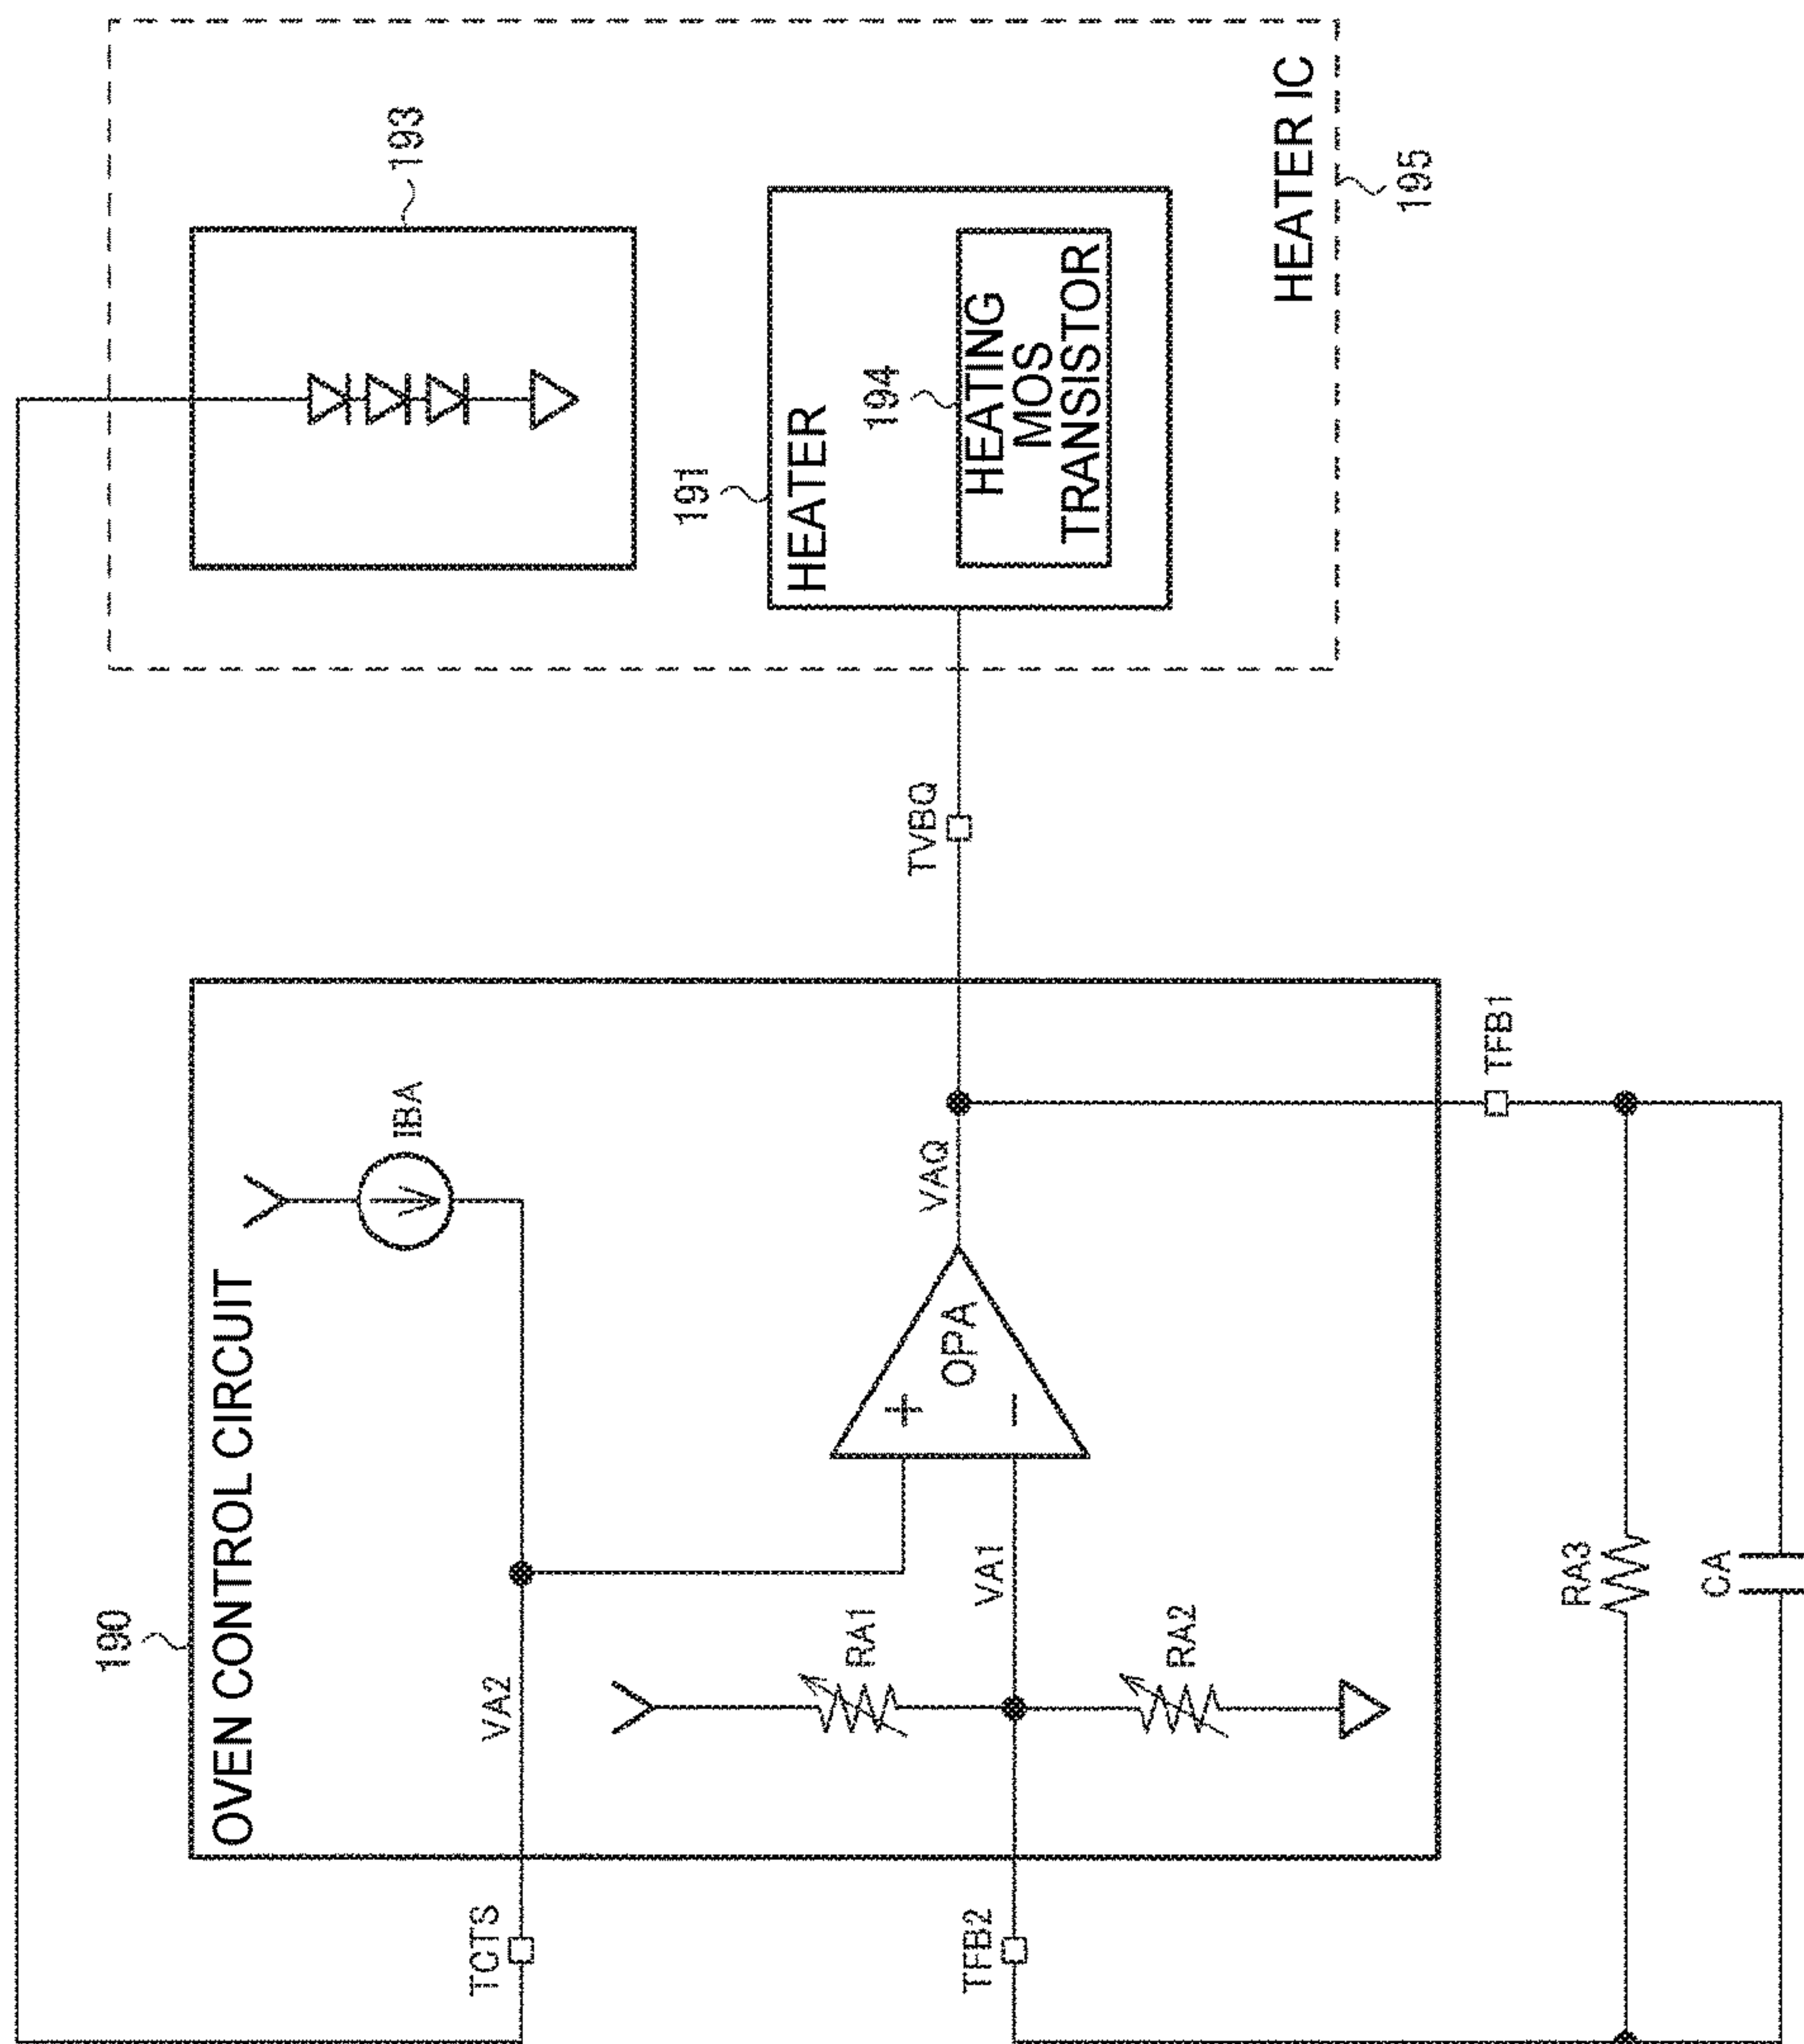 OVEN CONTROL CIRCUIT
190
IBA
VA2
TCTS
RA1
VA1
RA2
TFB2
+
−
OPA
VAQ
TVBQ
TFB1
RA3
CA
193
191
HEATER
194
HEATING
MOS
TRANSISTOR
HEATER IC
195